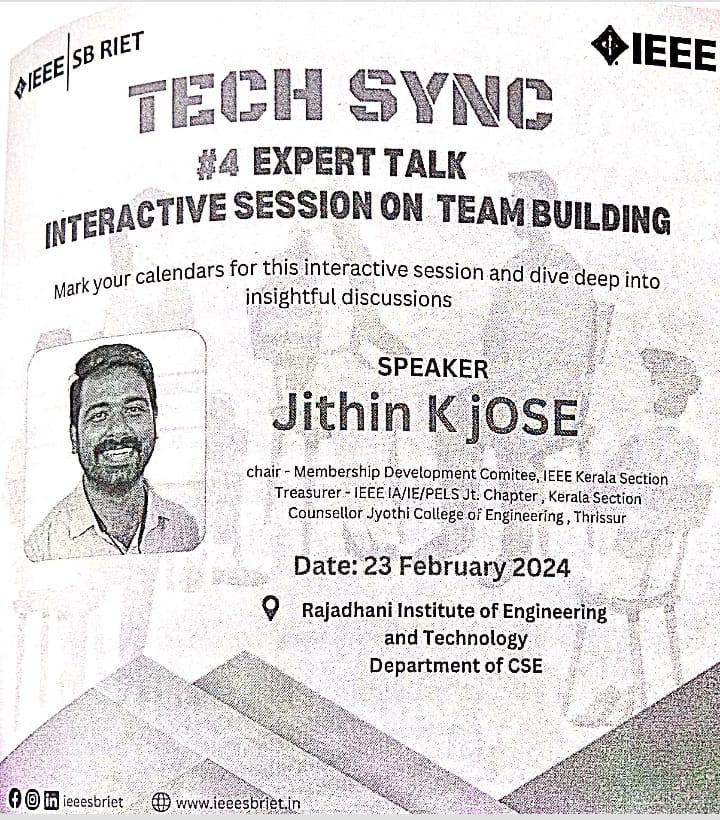 IEEE SB RIET
IEEE
TECH SYNC
#4 EXPERT TALK
INTERACTIVE SESSION ON TEAM BUILDING
Mark your calendars for this interactive session and dive deep into
insightful discussions
SPEAKER
Jithin K jOSE
chair - Membership Development Comitee, IEEE Kerala Section
Treasurer - IEEE IA/IE/PELS Jt. Chapter, Kerala Section
Counsellor Jyothi College of Engineering, Thrissur
Date: 23 February 2024
Rajadhani Institute of Engineering
and Technology
Department of CSE
ieeesbriet www.ieeesbriet.in